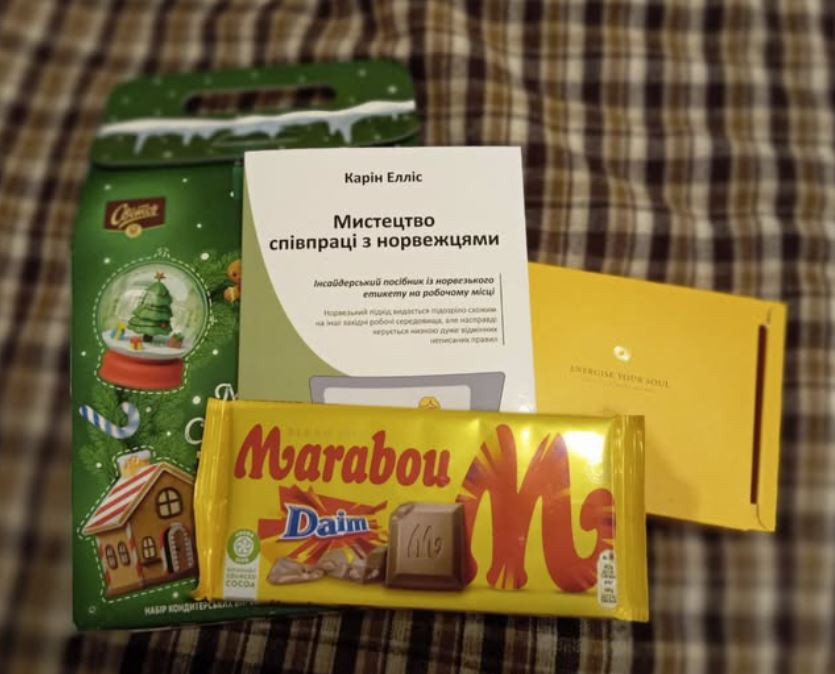 Світоч
Карін Елліс
Мистецтво
співпраці з норвежцями
Інсайдерський посібник із норвезького
етикету на робочому місці
Норвезький підхід видається підозріло схожим
на інші західні робочі середовища, але насправді
керується низкою дуже відмінних
неписаних правил
ENERGISE YOUR SOUL
Marabou
Daim
M
SOURCED
COCOA
НАБІР КОНДИТЕРСЬКИХ